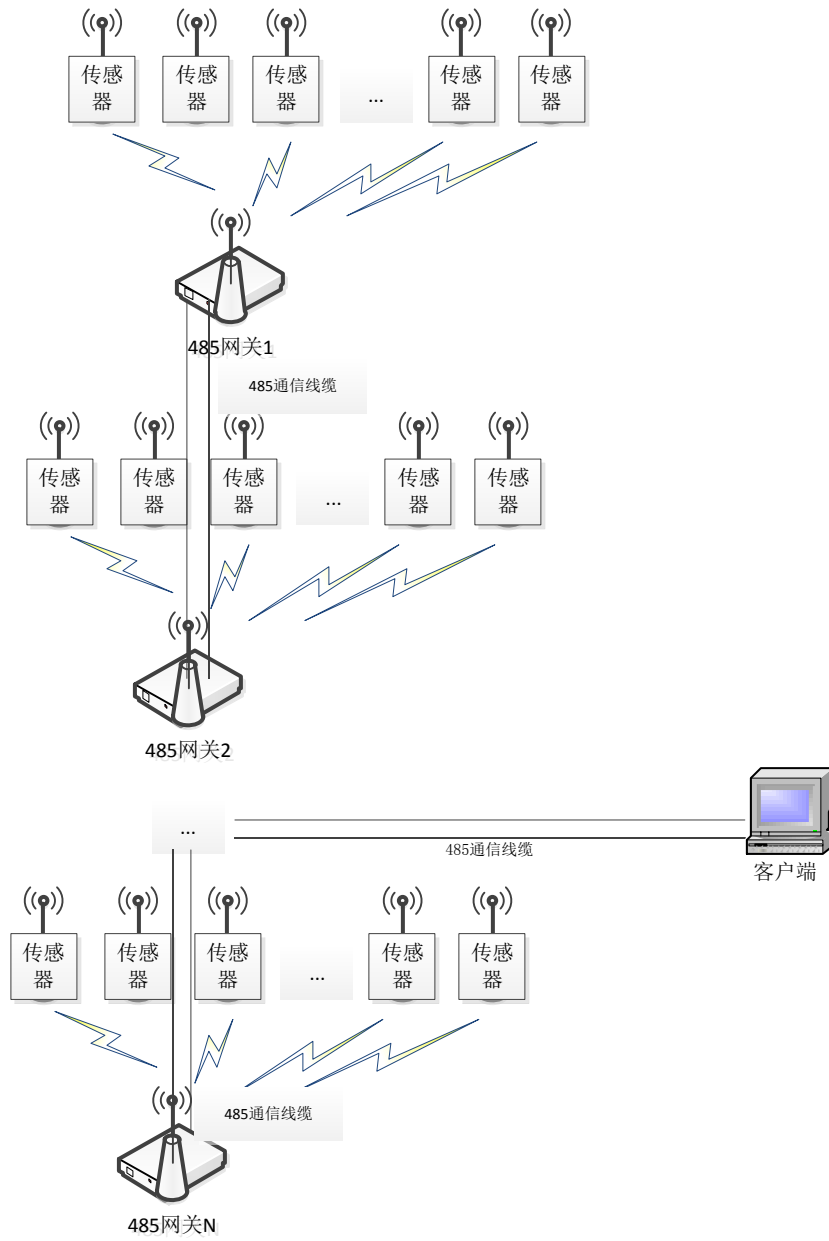 传感
器
传感
器
传感
器
...
传感
器
传感
器
485网关1
485通信线缆
传感
器
传感
器
传感
器
...
传感
器
传感
器
485网关2
...
485通信线缆
客户端
传感
器
传感
器
传感
器
...
传感
器
传感
器
485通信线缆
485网关N